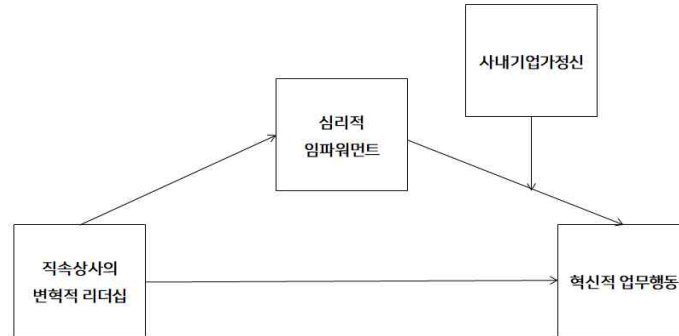 사내기업가정신
심리적
임파워먼트
직속상사의
변혁적 리더십
혁신적 업무행동